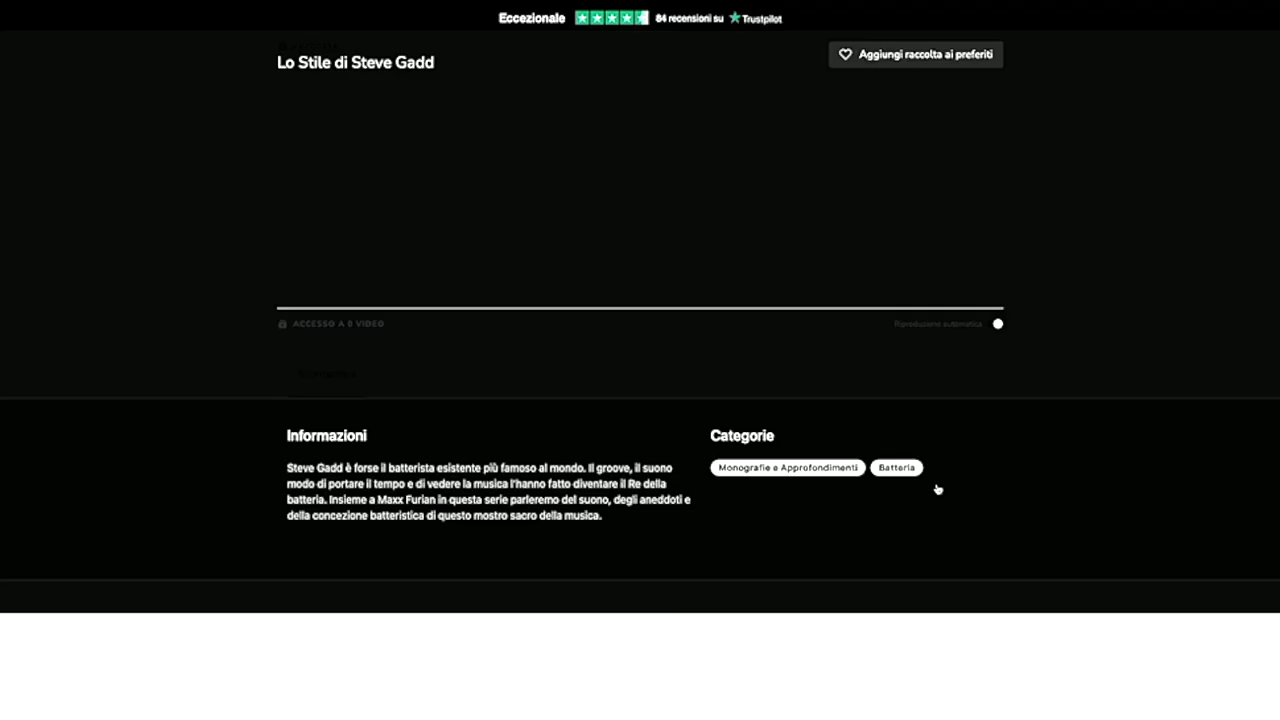 Eccezionale 84 recensioni su Trustpilot
Lo Stile di Steve Gadd
Aggiungi raccolta ai preferiti
ACCESSO A 8 VIDEO
Riproduzione automatica
Informazioni
Steve Gadd è forse il batterista esistente più famoso al mondo. Il groove, il suono
modo di portare il tempo e di vedere la musica l'hanno fatto diventare il Re della
batteria. Insieme a Maxx Furian in questa serie parleremo del suono, degli aneddoti e
della concezione batteristica di questo mostro sacro della musica.
Categorie
Monografie e Approfondimenti Batteria